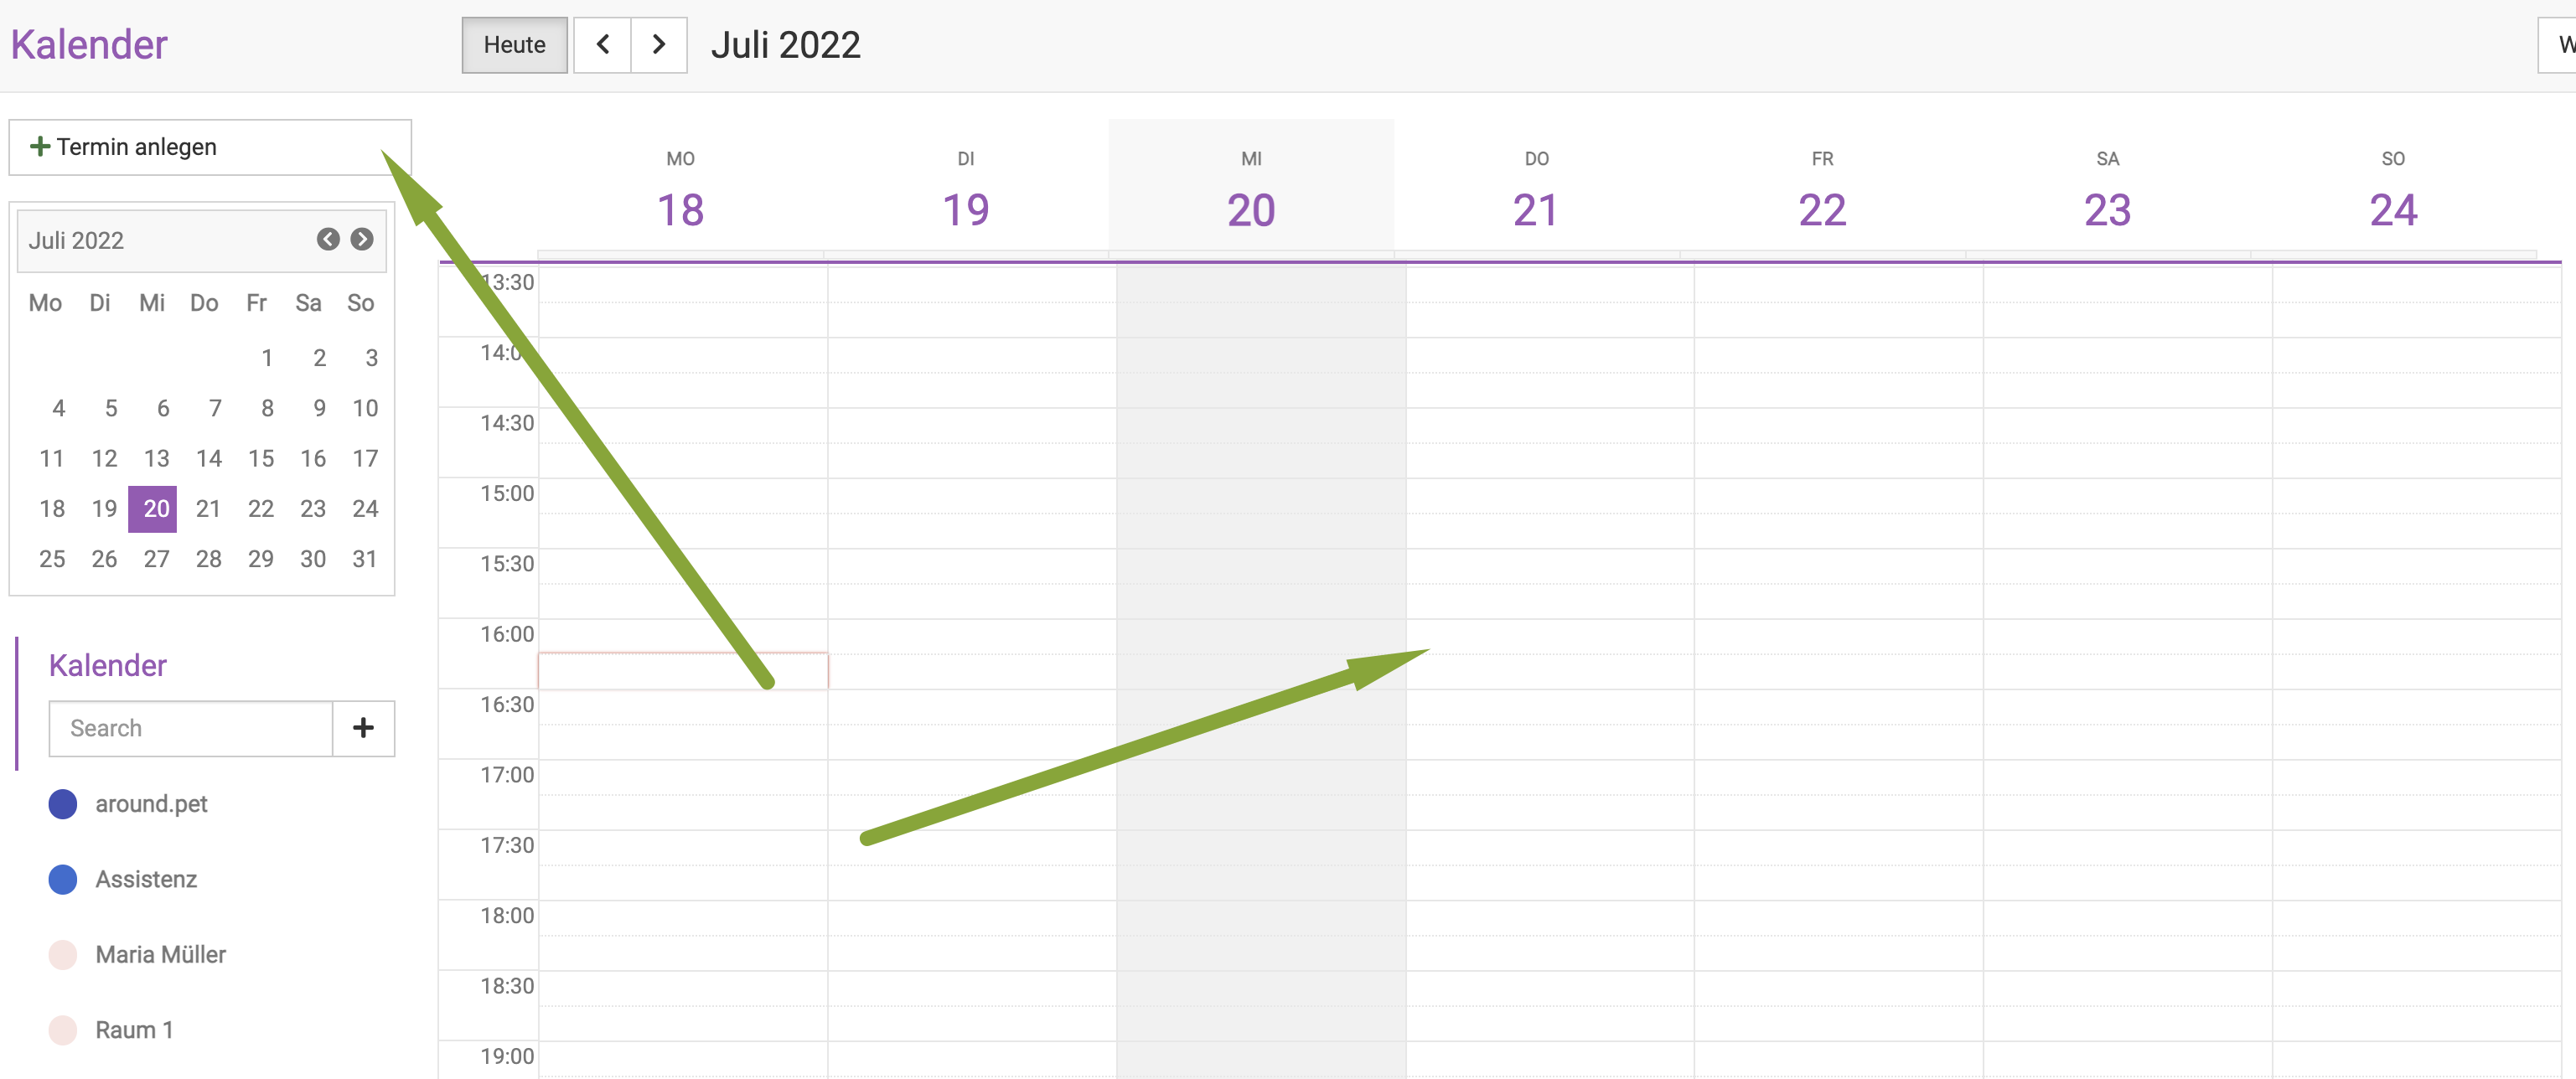 Kalender
Heute
Juli 2022
Termin anlegen
Juli 2022
Mo Di Mi Do Fr Sa So
1 2 3
4 5 6 7 8 9 10
11 12 13 14 15 16 17
18 19 20 21 22 23 24
25 26 27 28 29 30 31
Kalender
Search
around.pet
Assistenz
Maria Müller
Raum 1
MO DI MI DO FR SA SO
18 19 20 21 22 23 24
13:30
14:00
14:30
15:00
15:30
16:00
16:30
17:00
17:30
18:00
18:30
19:00